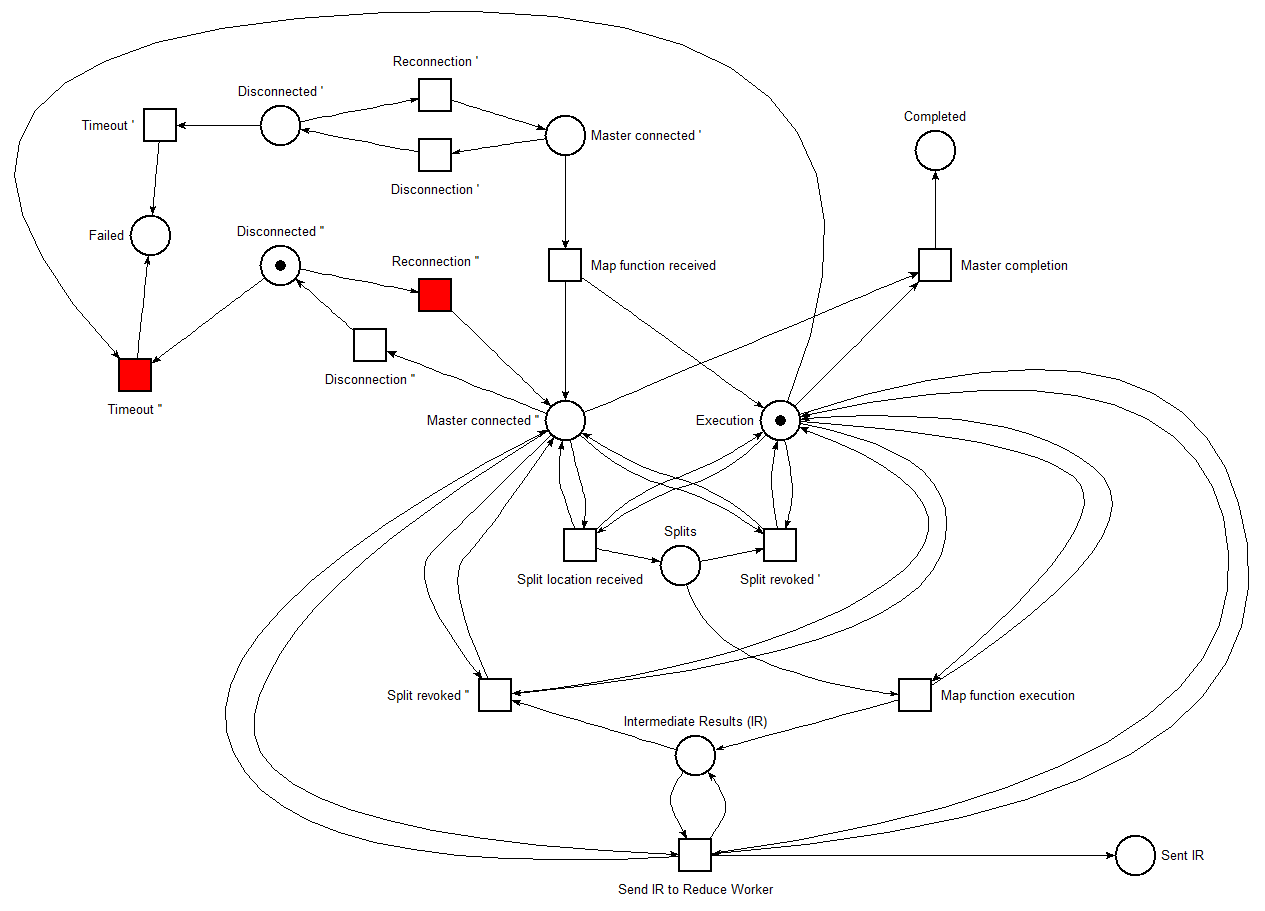 Reconnection '
Disconnected '
Completed
Timeout '
Master connected '
Disconnection '
Disconnected "
Failed
Reconnection "
Map function received
Master completion
Disconnection "
Timeout "
Master connected "
Execution
Splits
Split location received
Split revoked '
Split revoked "
Map function execution
Intermediate Results (IR)
Sent IR
Send IR to Reduce Worker